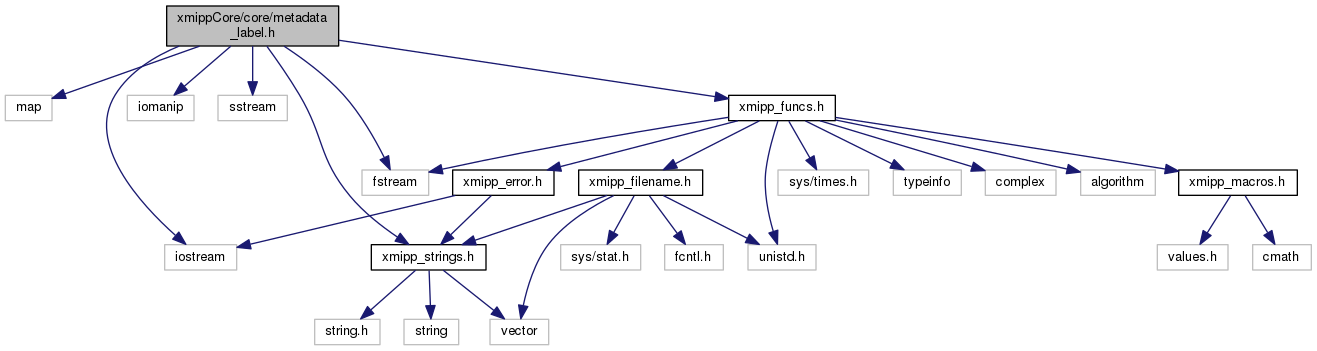 xmippCore/core/metadata
_label.h
map
iomanip
sstream
xmipp_funcs.h
fstream
xmipp_error.h
xmipp_filename.h
sys/times.h
typeinfo
complex
algorithm
xmipp_macros.h
iostream
xmipp_strings.h
sys/stat.h
fcntl.h
unistd.h
values.h
cmath
string.h
string
vector